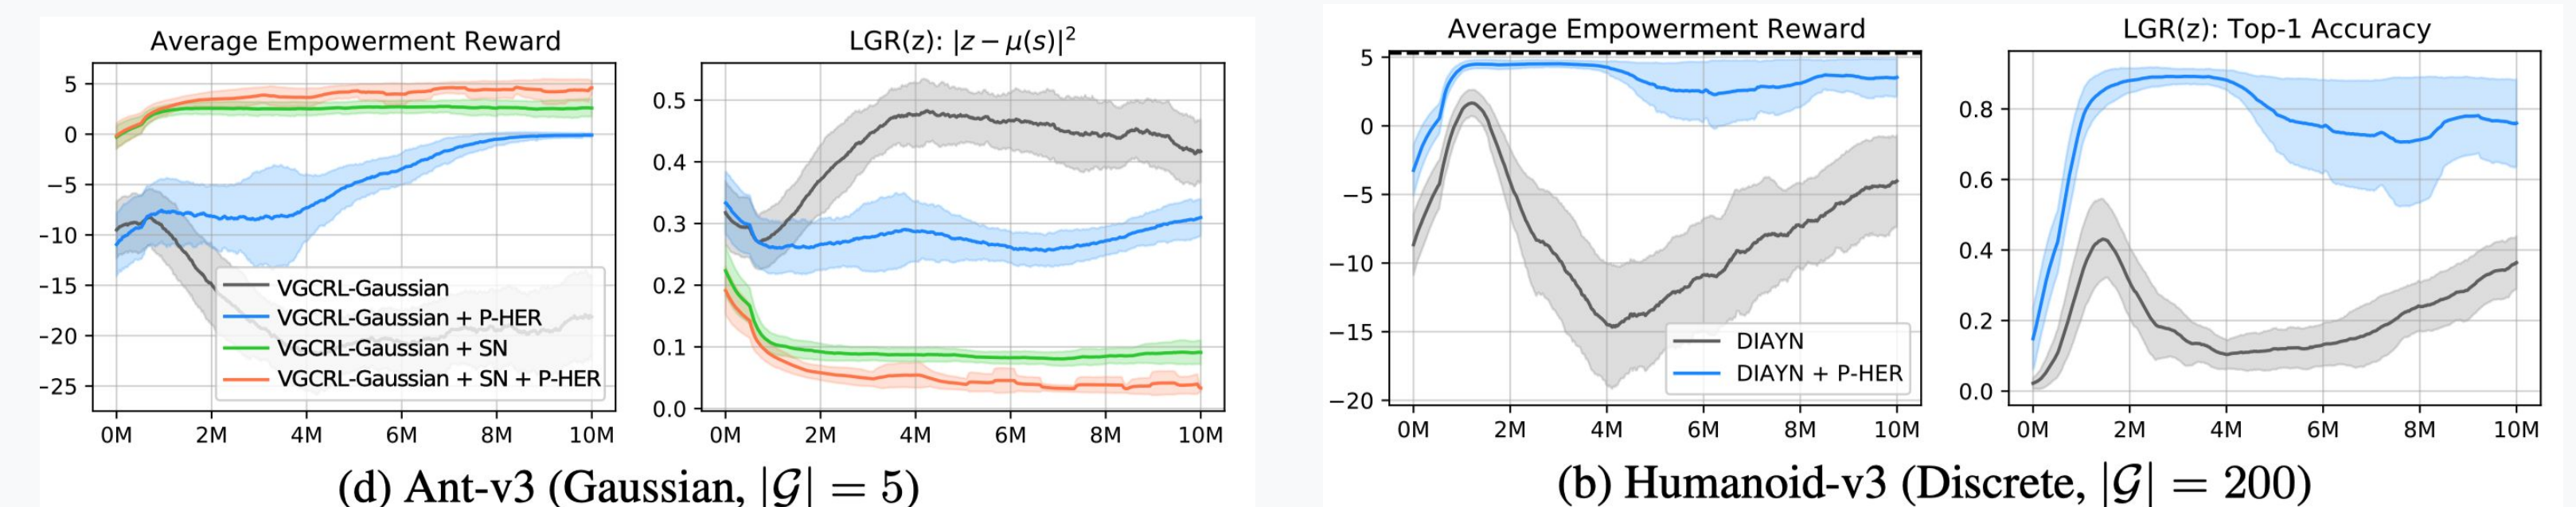 Average Empowerment Reward
5
0
−5
−10
−15
−20
−25
0M 2M 4M 6M 8M 10M
VGCRL-Gaussian
VGCRL-Gaussian + P-HER
VGCRL-Gaussian + SN
VGCRL-Gaussian + SN + P-HER
LGR(z): |z − μ(s)|²
0.5
0.4
0.3
0.2
0.1
0.0
0M 2M 4M 6M 8M 10M
(d) Ant-v3 (Gaussian, |𝒢| = 5)
Average Empowerment Reward
5
0
−5
−10
−15
−20
0M 2M 4M 6M 8M 10M
DIAYN
DIAYN + P-HER
LGR(z): Top-1 Accuracy
0.8
0.6
0.4
0.2
0.0
0M 2M 4M 6M 8M 10M
(b) Humanoid-v3 (Discrete, |𝒢| = 200)